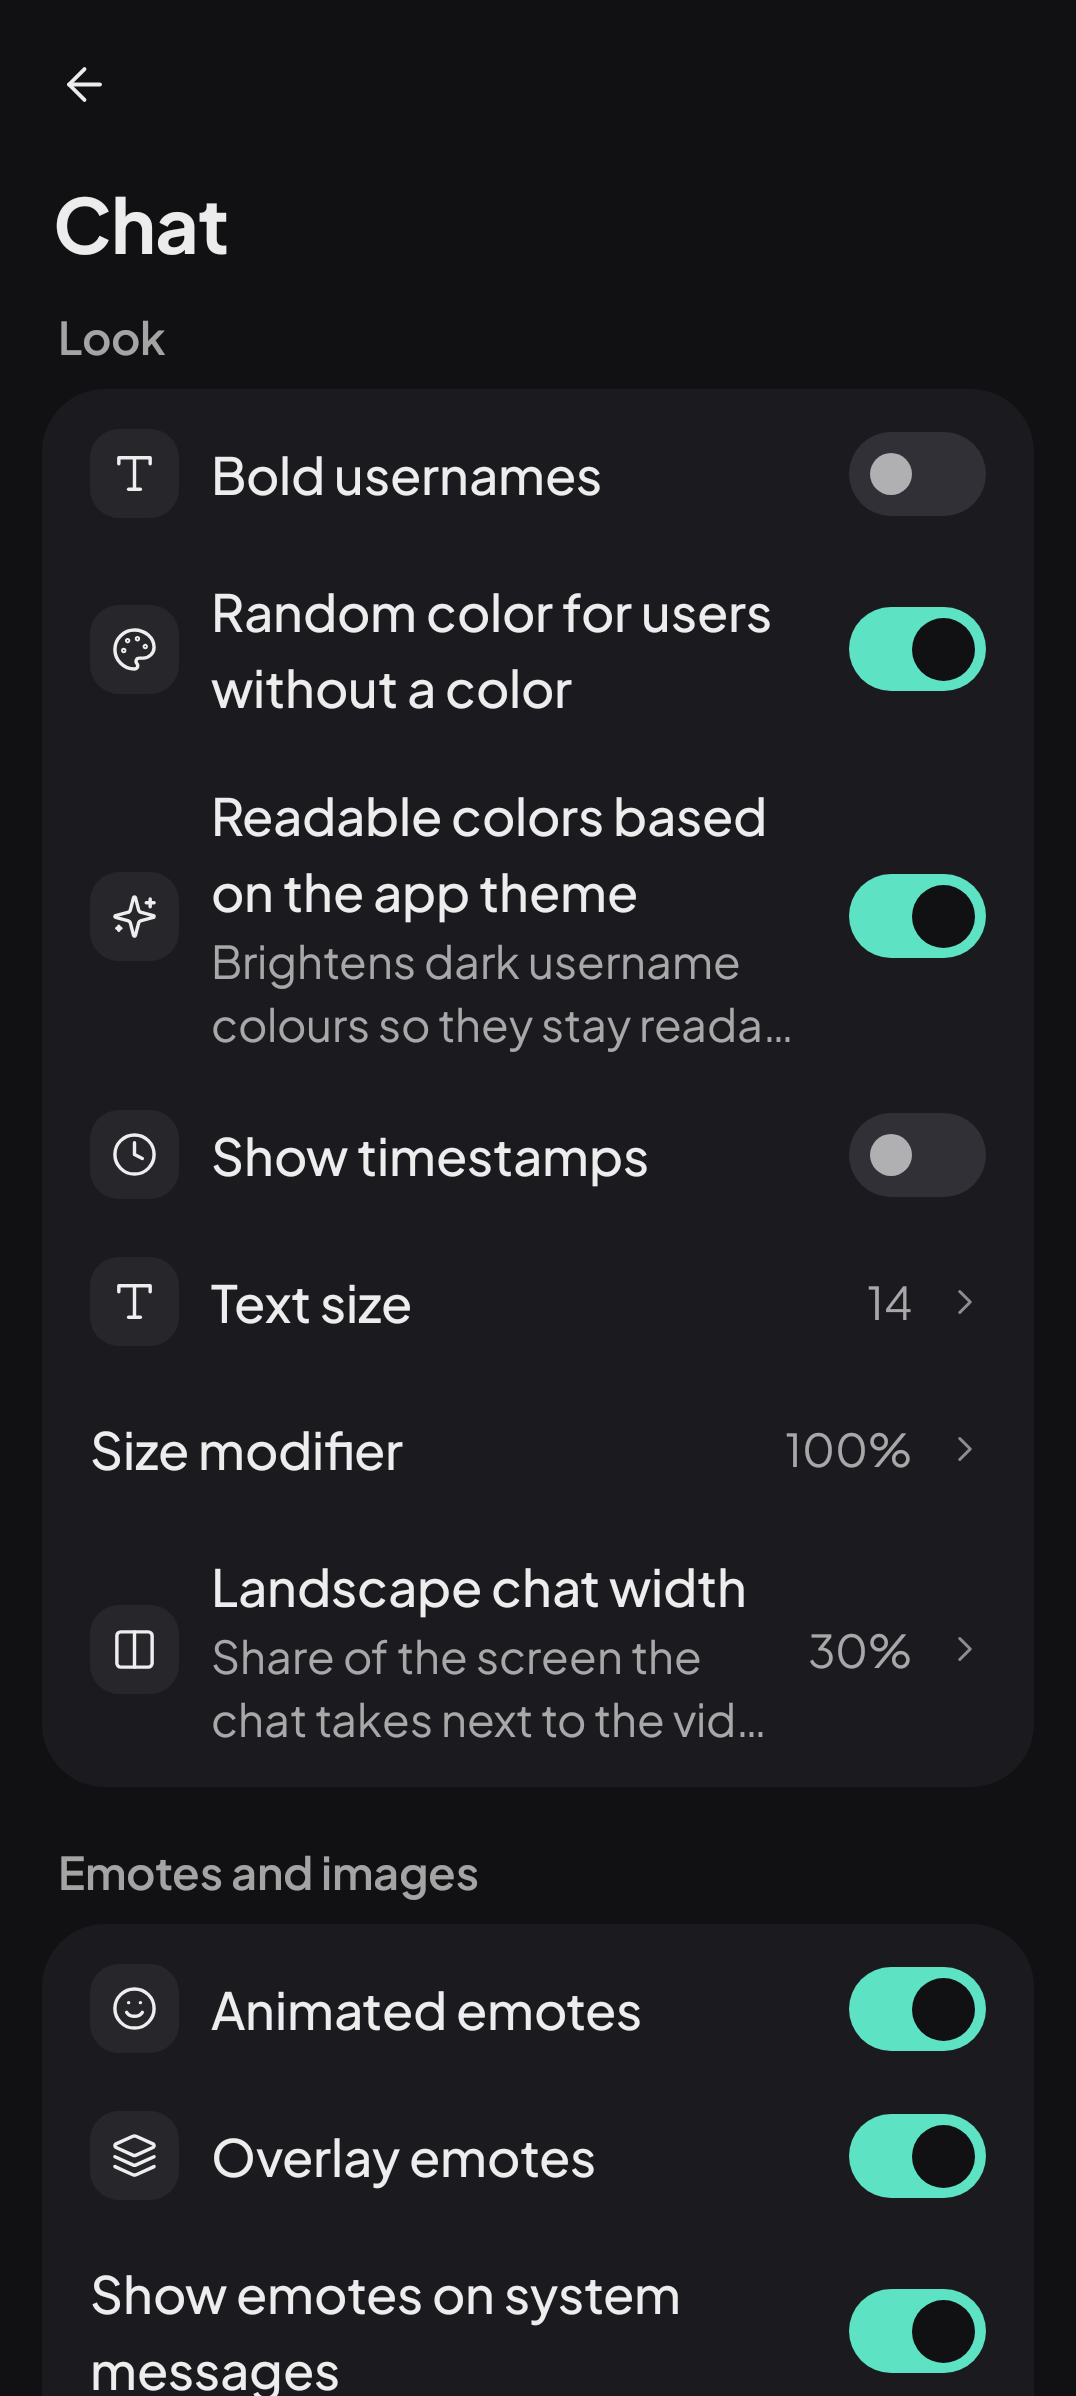 Chat
Look
Bold usernames
Random color for users
without a color
Readable colors based
on the app theme
Brightens dark username
colours so they stay reada...
Show timestamps
Text size
14
Size modifier
100%
Landscape chat width
Share of the screen the
chat takes next to the vid...
30%
Emotes and images
Animated emotes
Overlay emotes
Show emotes on system
messages